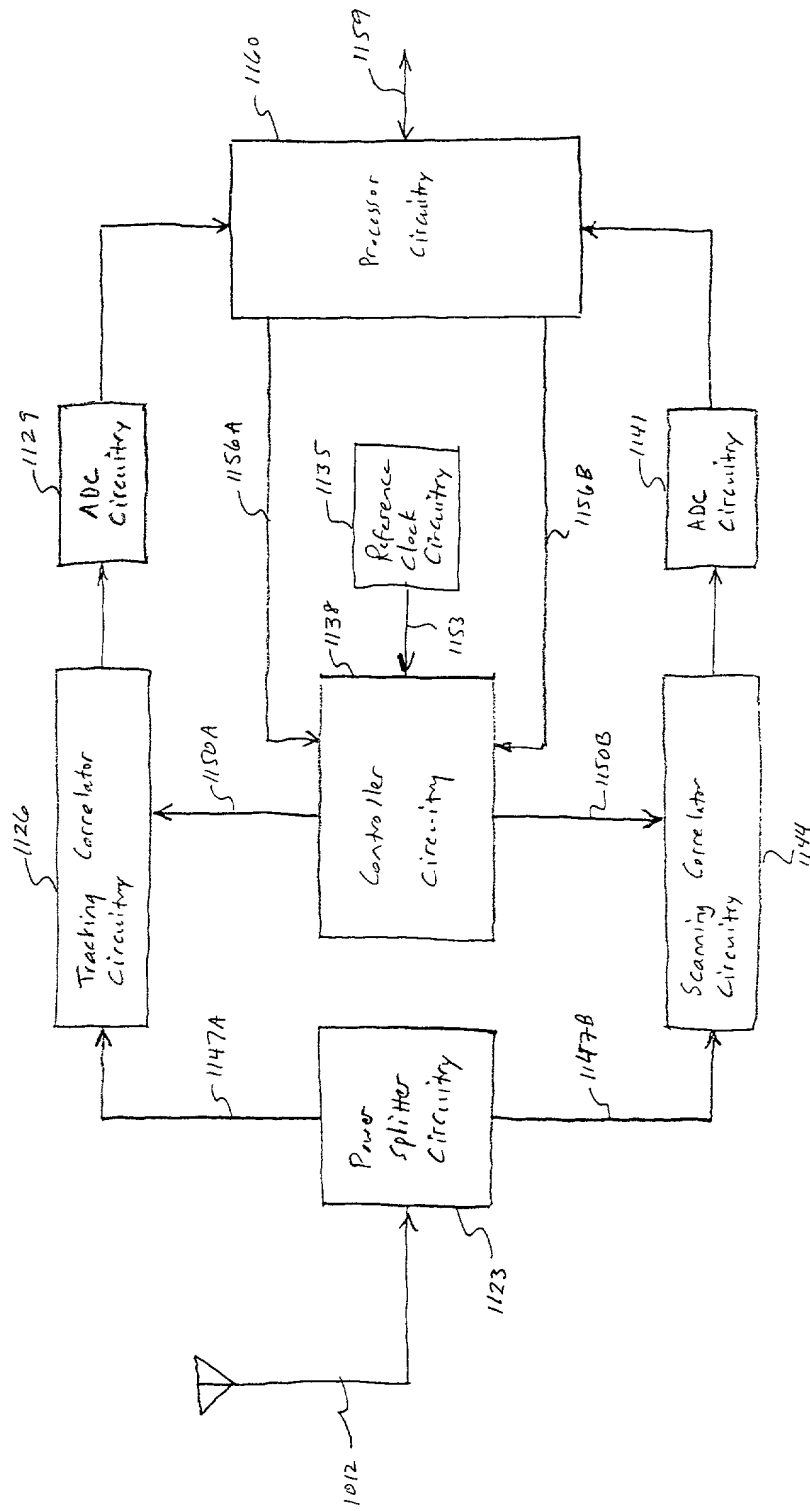 1012
Power
Splitter
Circuitry
1123
1147A
1147B
1126
Tracking Correlator
Circuitry
1150A
Controller
Circuitry
1138
1150B
Scanning Correlator
Circuitry
1144
1153
Reference
Clock
Circuitry
1135
1129
ADC
Circuitry
1156A
1156B
1141
ADC
Circuitry
Processor
Circuitry
1160
1159